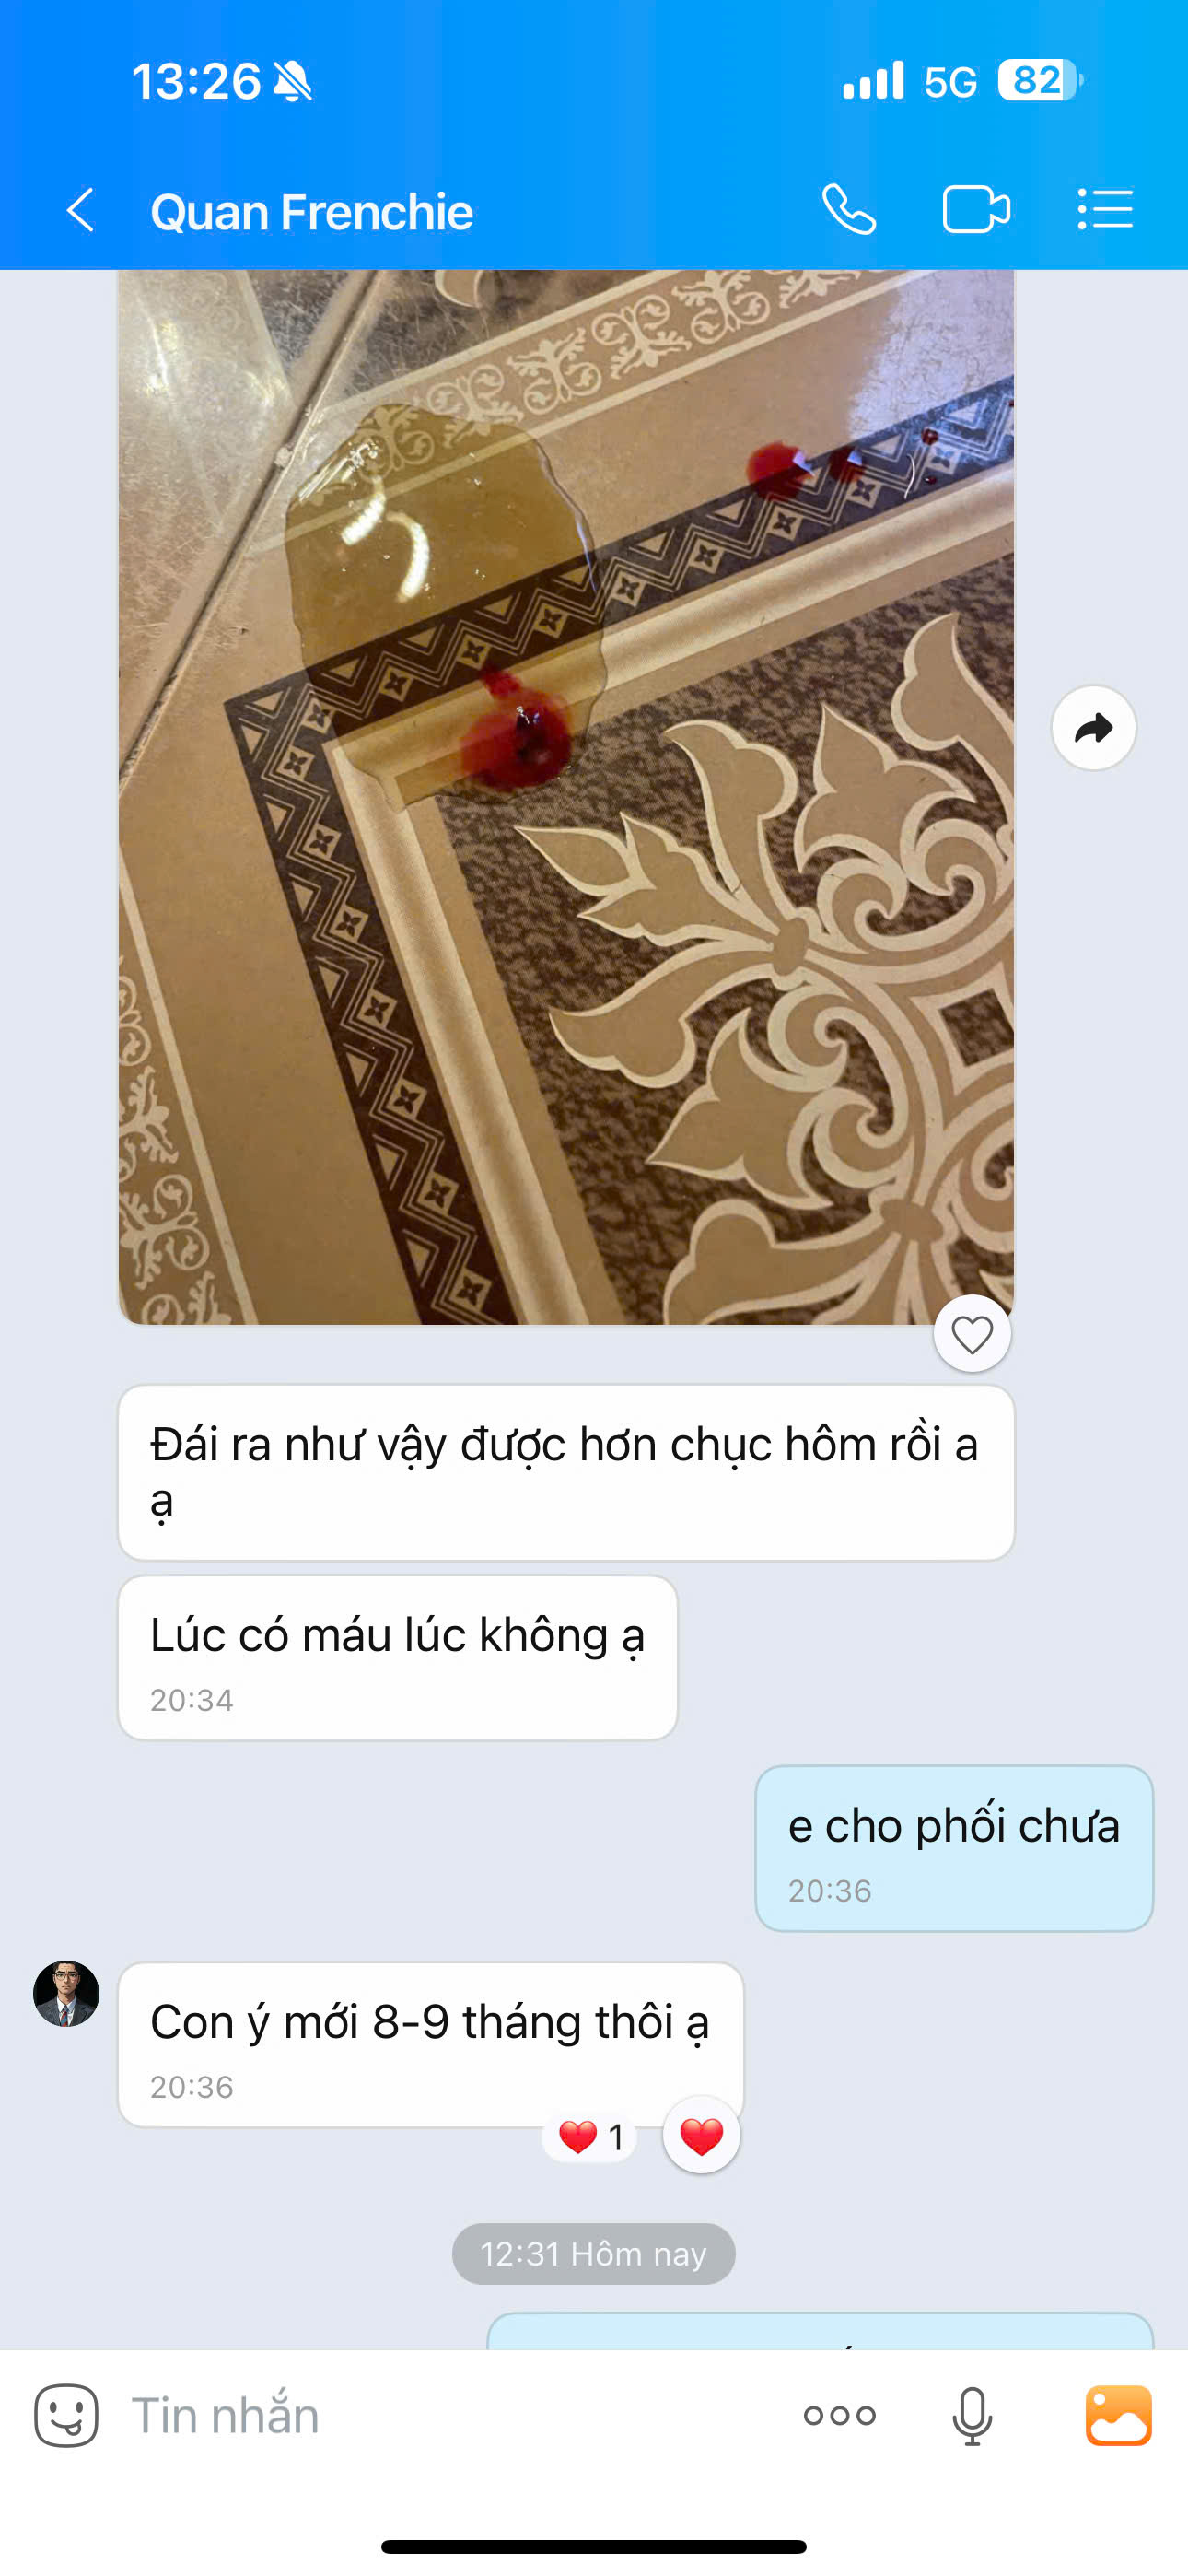 13:26
5G 82
Quan Frenchie
Đái ra như vậy được hơn chục hôm rồi a
ạ
Lúc có máu lúc không ạ
20:34
e cho phối chưa
20:36
Con ý mới 8-9 tháng thôi ạ
20:36
1
12:31 Hôm nay
Tin nhắn